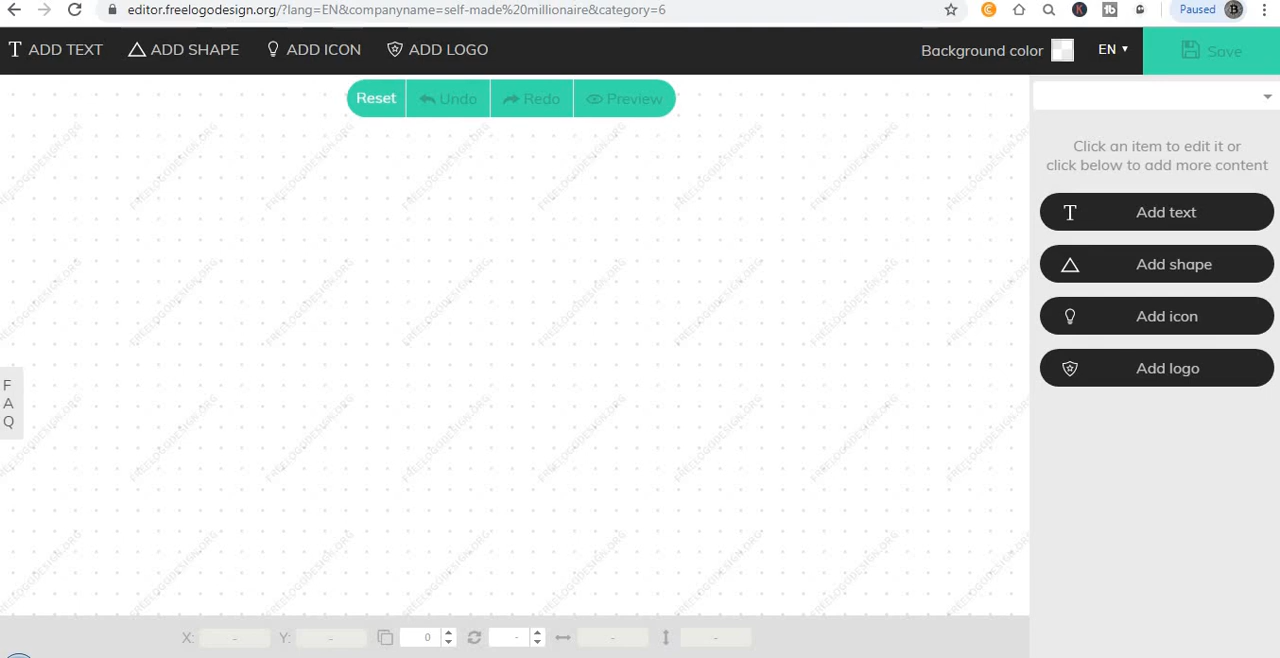 editor.freelogodesign.org/?lang=EN&companyname=self-made%20millionaire&category=6
Paused
ADD TEXT
ADD SHAPE
ADD ICON
ADD LOGO
Background color
EN
Save
Reset
Undo
Redo
Preview
Click an item to edit it or
click below to add more content
Add text
Add shape
Add icon
Add logo
F
A
Q
FREELOGODESIGN.ORG
X: -
Y: -
0
-
-
-